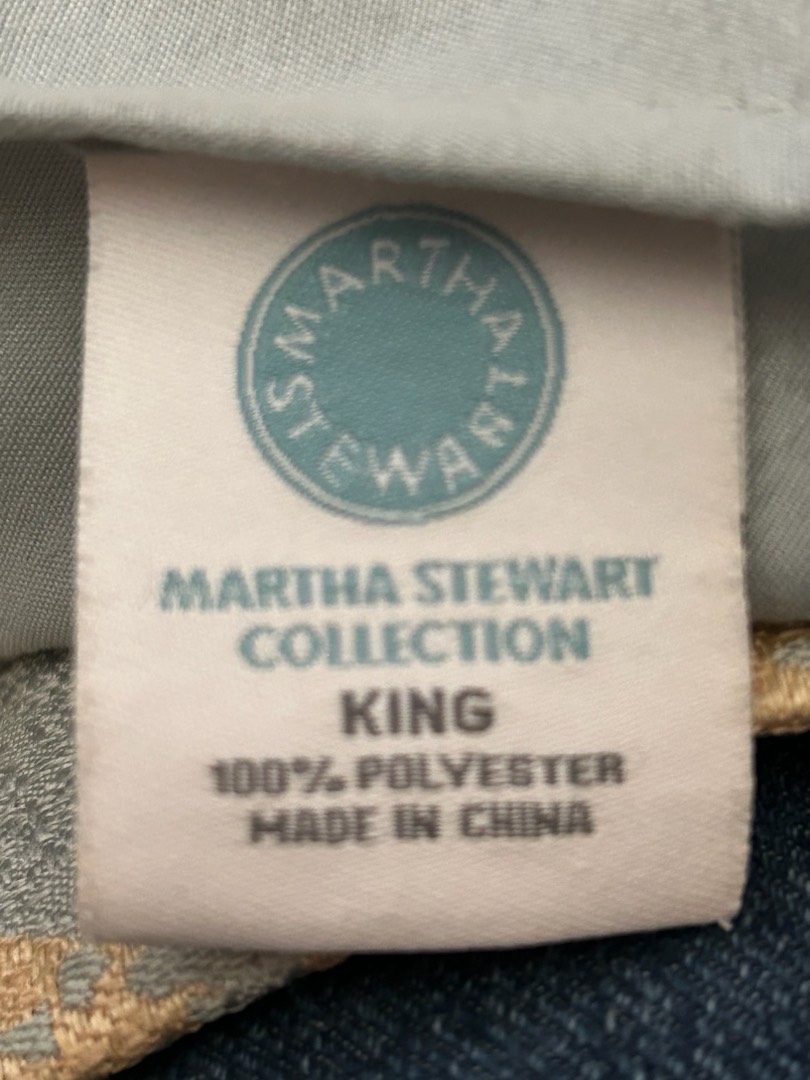 MARTHA
STEWART
MARTHA STEWART
COLLECTION
KING
100% POLYESTER
MADE IN CHINA